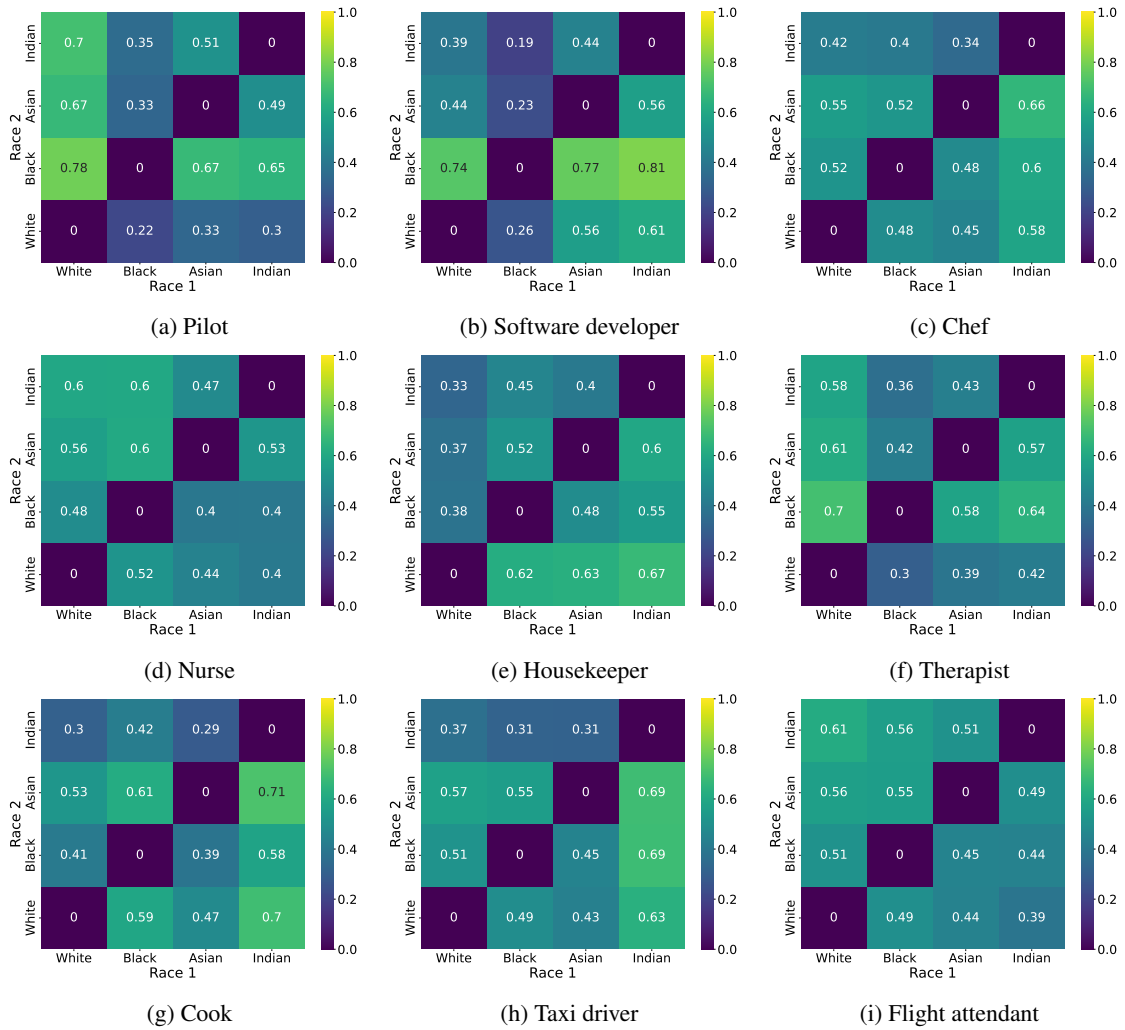 1.0
Indian 0.7 0.35 0.51 0 0.8
Asian 0.67 0.33 0 0.49 0.6
Race 2
Black 0.78 0 0.67 0.65 0.4
0.2
White 0 0.22 0.33 0.3
0.0
White Black Asian Indian
Race 1
(a) Pilot
1.0
Indian 0.39 0.19 0.44 0 0.8
Asian 0.44 0.23 0 0.56 0.6
Race 2
Black 0.74 0 0.77 0.81 0.4
0.2
White 0 0.26 0.56 0.61
0.0
White Black Asian Indian
Race 1
(b) Software developer
1.0
Indian 0.42 0.4 0.34 0 0.8
Asian 0.55 0.52 0 0.66 0.6
Race 2
Black 0.52 0 0.48 0.6 0.4
0.2
White 0 0.48 0.45 0.58
0.0
White Black Asian Indian
Race 1
(c) Chef
1.0
Indian 0.6 0.6 0.47 0 0.8
Asian 0.56 0.6 0 0.53 0.6
Race 2
Black 0.48 0 0.4 0.4 0.4
0.2
White 0 0.52 0.44 0.4
0.0
White Black Asian Indian
Race 1
(d) Nurse
1.0
Indian 0.33 0.45 0.4 0 0.8
Asian 0.37 0.52 0 0.6 0.6
Race 2
Black 0.38 0 0.48 0.55 0.4
0.2
White 0 0.62 0.63 0.67
0.0
White Black Asian Indian
Race 1
(e) Housekeeper
1.0
Indian 0.58 0.36 0.43 0 0.8
Asian 0.61 0.42 0 0.57 0.6
Race 2
Black 0.7 0 0.58 0.64 0.4
0.2
White 0 0.3 0.39 0.42
0.0
White Black Asian Indian
Race 1
(f) Therapist
1.0
Indian 0.3 0.42 0.29 0 0.8
Asian 0.53 0.61 0 0.71 0.6
Race 2
Black 0.41 0 0.39 0.58 0.4
0.2
White 0 0.59 0.47 0.7
0.0
White Black Asian Indian
Race 1
(g) Cook
1.0
Indian 0.37 0.31 0.31 0 0.8
Asian 0.57 0.55 0 0.69 0.6
Race 2
Black 0.51 0 0.45 0.69 0.4
0.2
White 0 0.49 0.43 0.63
0.0
White Black Asian Indian
Race 1
(h) Taxi driver
1.0
Indian 0.61 0.56 0.51 0 0.8
Asian 0.56 0.55 0 0.49 0.6
Race 2
Black 0.51 0 0.45 0.44 0.4
0.2
White 0 0.49 0.44 0.39
0.0
White Black Asian Indian
Race 1
(i) Flight attendant